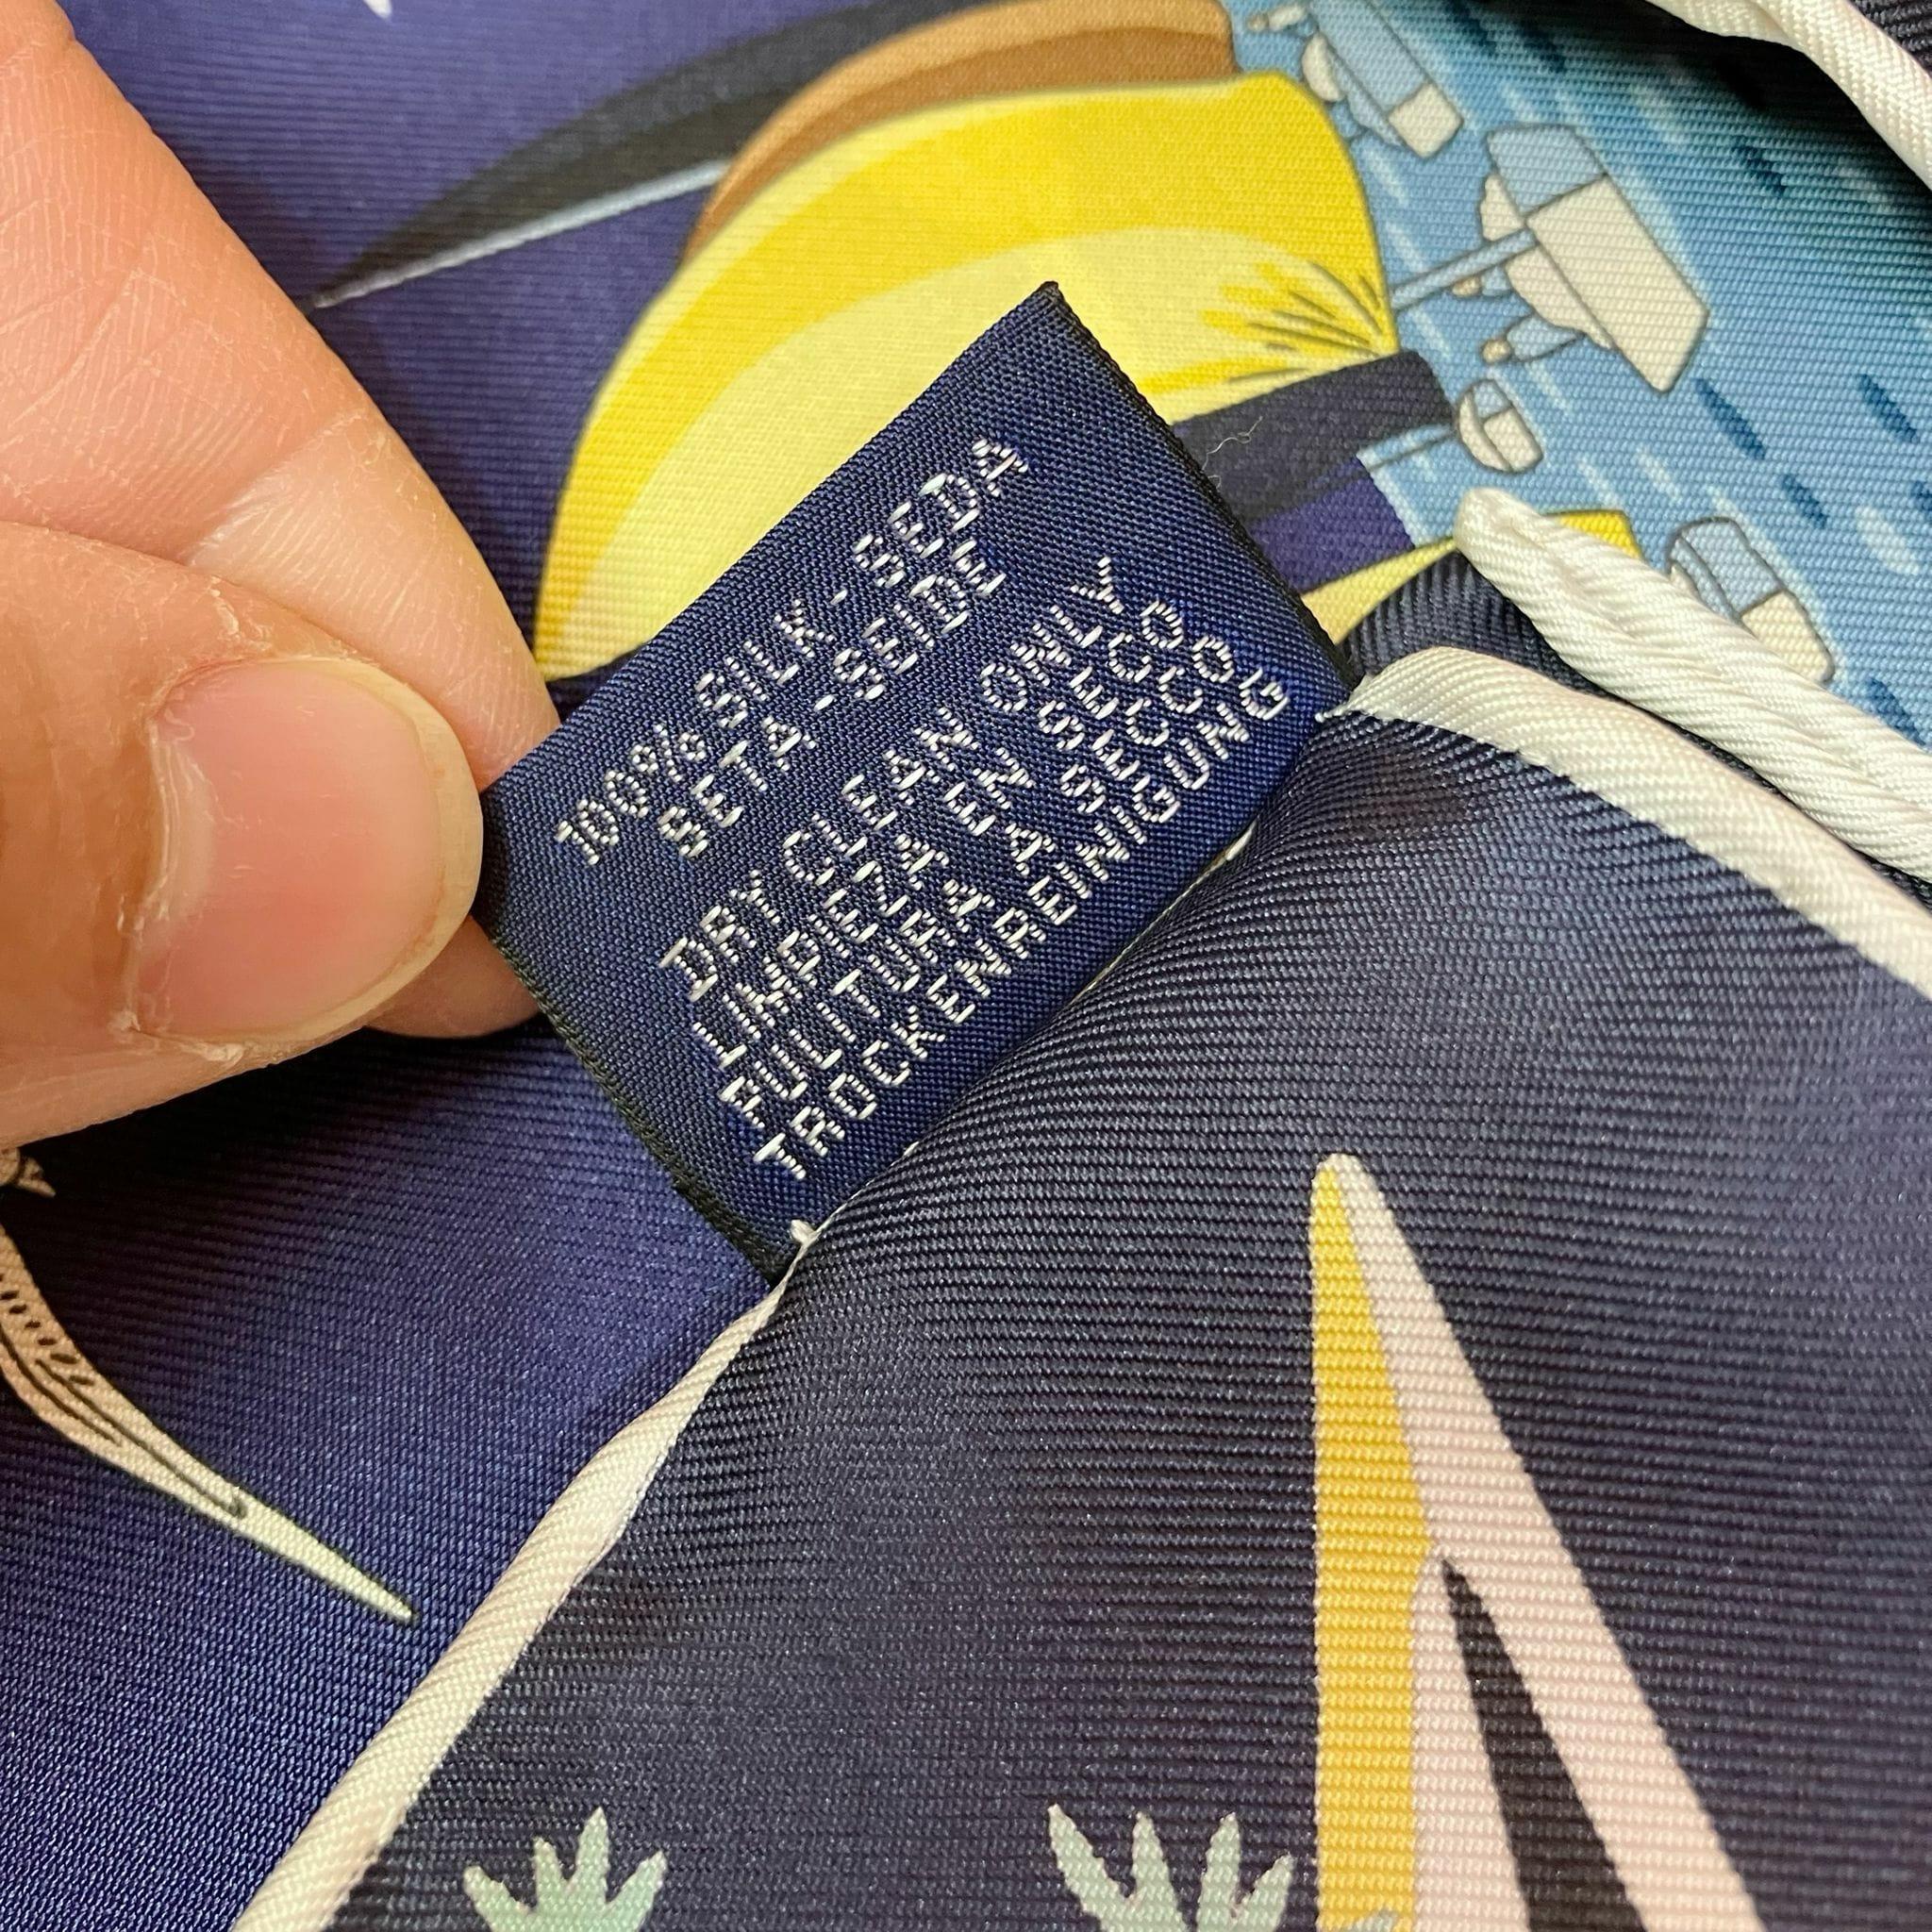 100% SILK - SEDA
SETA - SEIDE
DRY CLEAN ONLY
LIMPIEZA EN SECO
PULITURA A SECCO
TROCKENREINIGUNG